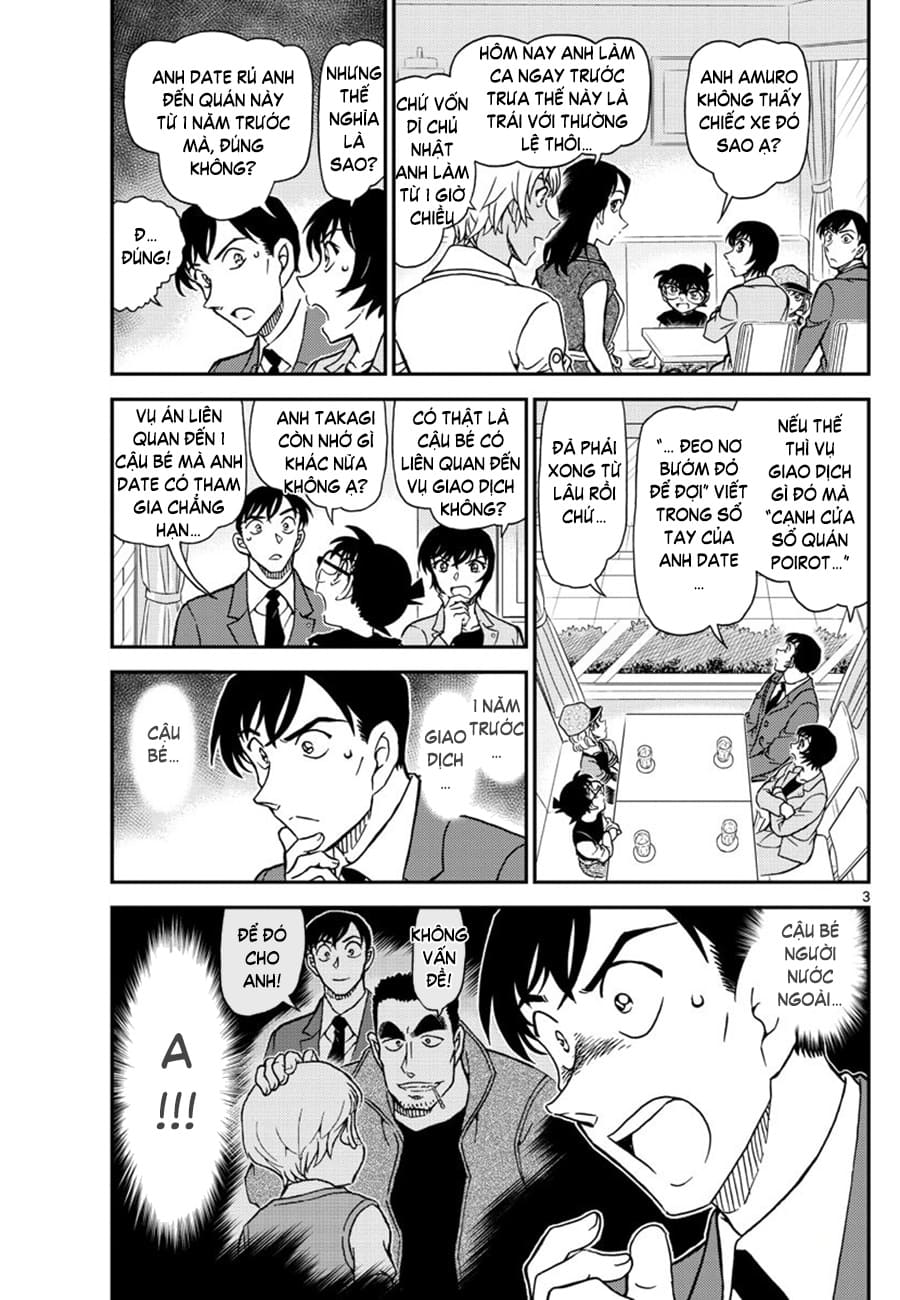 ANH AMURO
KHÔNG THẤY
CHIẾC XE ĐÓ
SAO Ạ?
HÔM NAY ANH LÀM
CA NGAY TRƯỚC
TRƯA THẾ NÀY LÀ
TRÁI VỚI THƯỜNG
LỆ THÔI...
CHỨ VỐN
DĨ CHỦ
NHẬT
ANH LÀM
TỪ 1 GIỜ
CHIỀU
NHƯNG
THẾ
NGHĨA
LÀ
SAO?
ANH DATE RỦ ANH
ĐẾN QUÁN NÀY
TỪ 1 NĂM TRƯỚC
MÀ, ĐÚNG
KHÔNG?
Đ...
ĐÚNG!
NẾU THẾ
THÌ VỤ
GIAO DỊCH
GÌ ĐÓ MÀ
“CẠNH CỬA
SỔ QUÁN
POIROT...”
“... ĐEO NƠ
BƯỚM ĐỎ
ĐỂ ĐỢI” VIẾT
TRONG SỔ
TAY CỦA
ANH DATE
...
ĐÃ PHẢI
XONG TỪ
LÂU RỒI
CHỨ...
CÓ THẬT LÀ
CẬU BÉ CÓ
LIÊN QUAN ĐẾN
VỤ GIAO DỊCH
KHÔNG?
ANH TAKAGI
CÒN NHỚ GÌ
KHÁC NỮA
KHÔNG Ạ?
VỤ ÁN LIÊN
QUAN ĐẾN 1
CẬU BÉ MÀ ANH
DATE CÓ THAM
GIA CHẲNG
HẠN...
1 NĂM
TRƯỚC
...
GIAO
DỊCH
...
CẬU
BÉ...
3
CẬU BÉ
NGƯỜI
NƯỚC
NGOÀI...
KHÔNG
VẤN
ĐỀ!
ĐỂ ĐÓ
CHO
ANH!
A
!!!